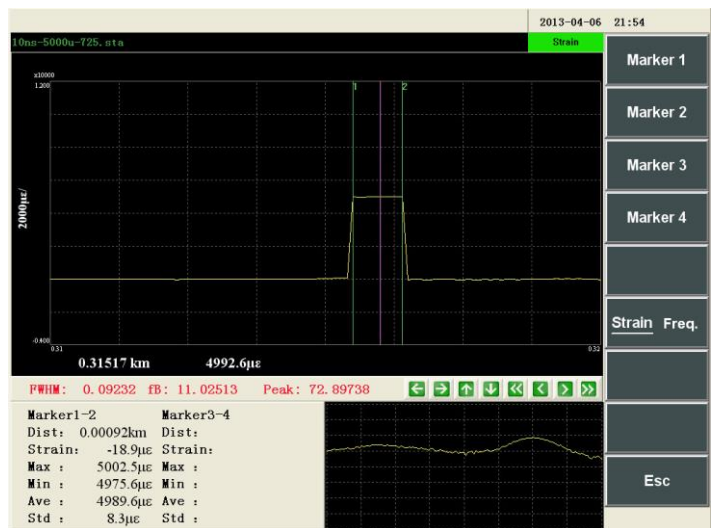 2013-04-06 21:54
10ns-5000u-725.sta
Strain
x10000
1.200
1
2
2000με/
-0.800
0.31
0.32
0.31517 km 4992.6με
FWHM: 0.09232 fB: 11.02513 Peak: 72.89738
Marker1-2 Marker3-4
Dist: 0.00092km Dist:
Strain: -18.9με Strain:
Max : 5002.5με Max :
Min : 4975.6με Min :
Ave : 4989.6με Ave :
Std : 8.3με Std :
Marker 1
Marker 2
Marker 3
Marker 4
Strain Freq.
Esc